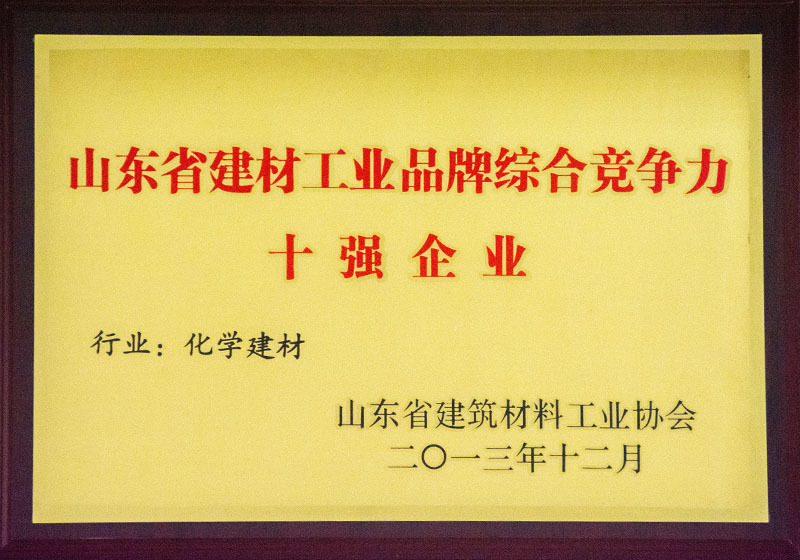 山东省建材工业品牌综合竞争力
十强企业
行业：化学建材
山东省建筑材料工业协会
二〇一三年十二月